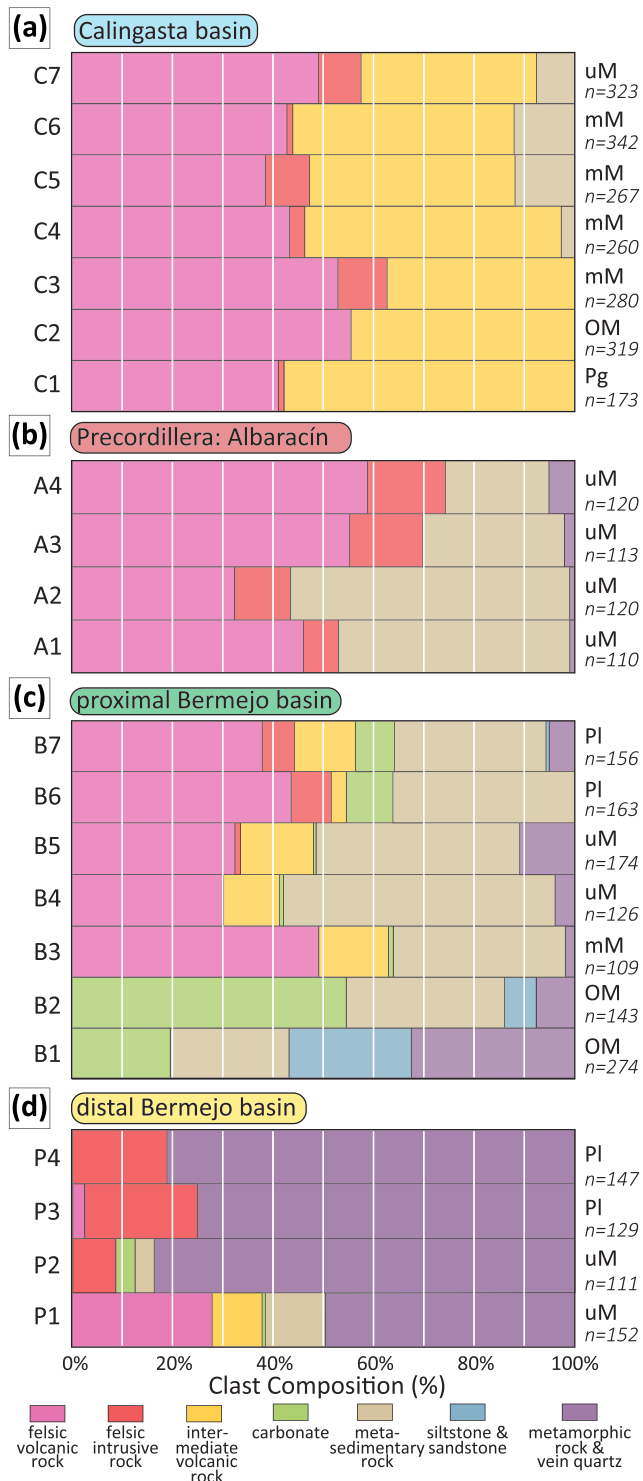 (a) Calingasta basin
C7 uM
n=323
C6 mM
n=342
C5 mM
n=267
C4 mM
n=260
C3 mM
n=280
C2 OM
n=319
C1 Pg
n=173
(b) Precordillera: Albaracín
A4 uM
n=120
A3 uM
n=113
A2 uM
n=120
A1 uM
n=110
(c) proximal Bermejo basin
B7 Pl
n=156
B6 Pl
n=163
B5 uM
n=174
B4 uM
n=126
B3 mM
n=109
B2 OM
n=143
B1 OM
n=274
(d) distal Bermejo basin
P4 Pl
n=147
P3 Pl
n=129
P2 uM
n=111
P1 uM
n=152
0% 20% 40% 60% 80% 100%
Clast Composition (%)
felsic
volcanic
rock
felsic
intrusive
rock
inter-
mediate
volcanic
rock
carbonate
meta-
sedimentary
rock
siltstone &
sandstone
metamorphic
rock &
vein quartz